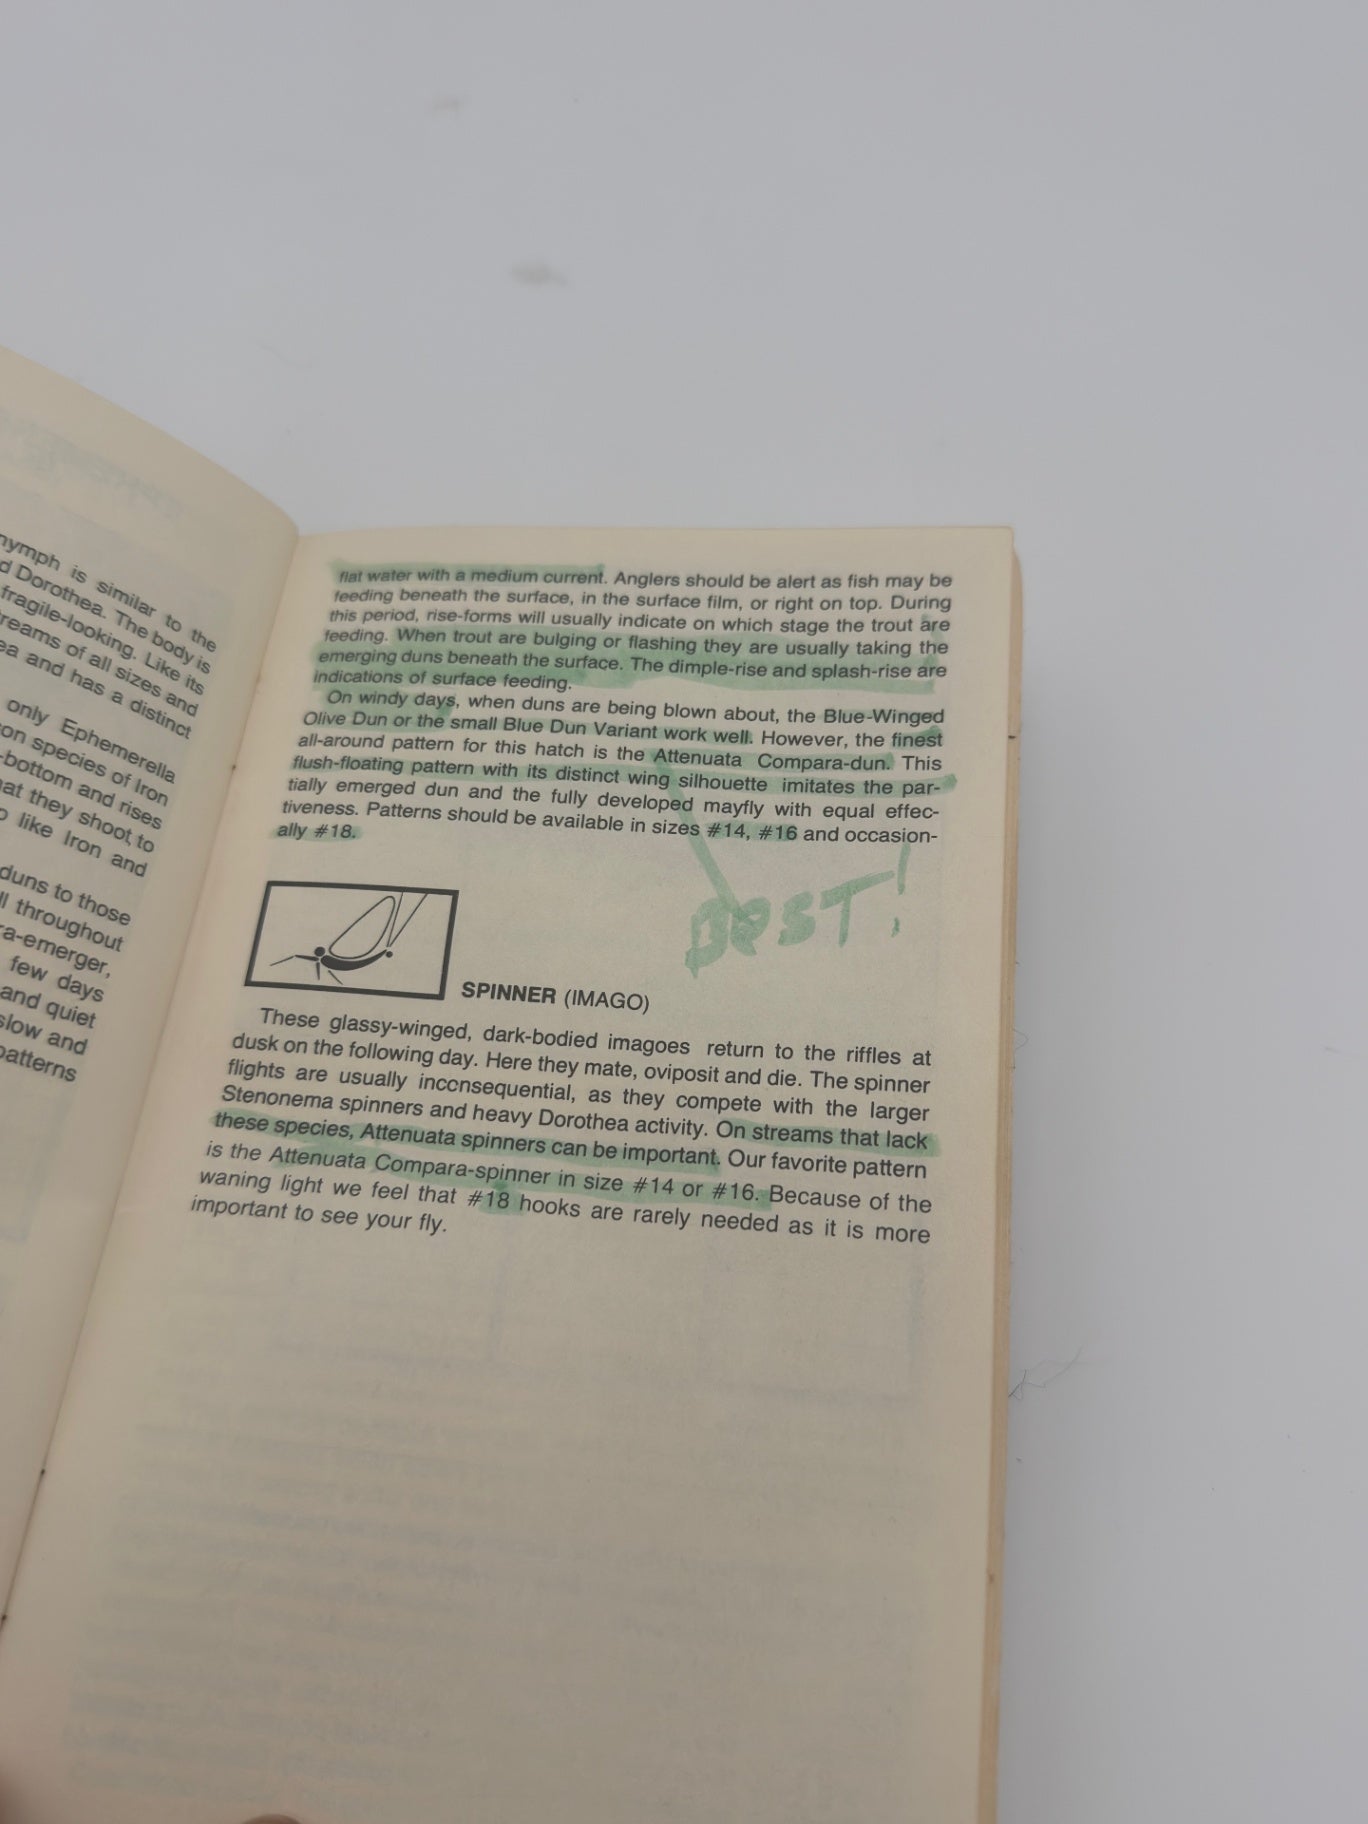 nymph is similar to the
d Dorothea. The body is
fragile-looking. Like its
reams of all sizes and
ea and has a distinct
only Ephemerella
on species of Iron
-bottom and rises
at they shoot to
o like Iron and
duns to those
ll throughout
ra-emerger,
few days
and quiet
slow and
patterns
flat water with a medium current. Anglers should be alert as fish may be
feeding beneath the surface, in the surface film, or right on top. During
this period, rise-forms will usually indicate on which stage the trout are
feeding. When trout are bulging or flashing they are usually taking the
emerging duns beneath the surface. The dimple-rise and splash-rise are
indications of surface feeding.
On windy days, when duns are being blown about, the Blue-Winged
Olive Dun or the small Blue Dun Variant work well. However, the finest
all-around pattern for this hatch is the Attenuata Compara-dun. This
flush-floating pattern with its distinct wing silhouette imitates the par-
tially emerged dun and the fully developed mayfly with equal effec-
tiveness. Patterns should be available in sizes #14, #16 and occasion-
ally #18.
BEST!
SPINNER (IMAGO)
These glassy-winged, dark-bodied imagoes return to the riffles at
dusk on the following day. Here they mate, oviposit and die. The spinner
flights are usually inccnsequential, as they compete with the larger
Stenonema spinners and heavy Dorothea activity. On streams that lack
these species, Attenuata spinners can be important. Our favorite pattern
is the Attenuata Compara-spinner in size #14 or #16. Because of the
waning light we feel that #18 hooks are rarely needed as it is more
important to see your fly.